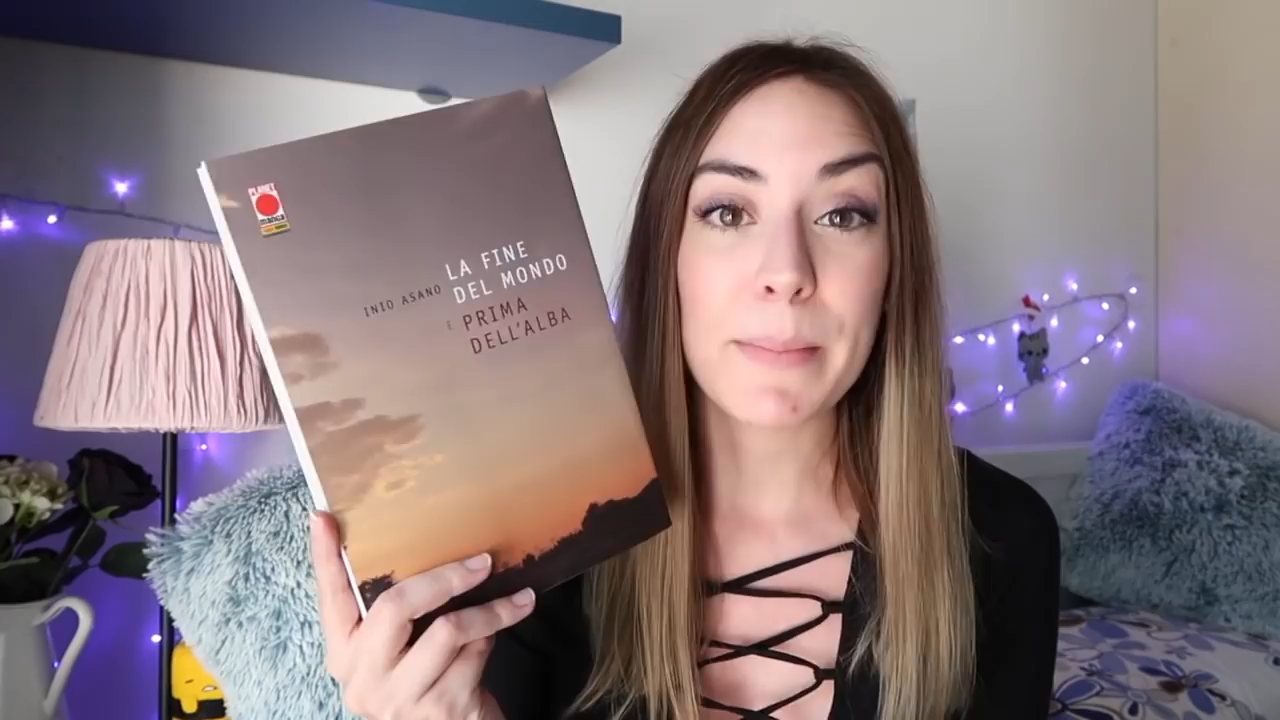 PLANET
manga
INIO ASANO
LA FINE
DEL MONDO
E PRIMA
DELL'ALBA